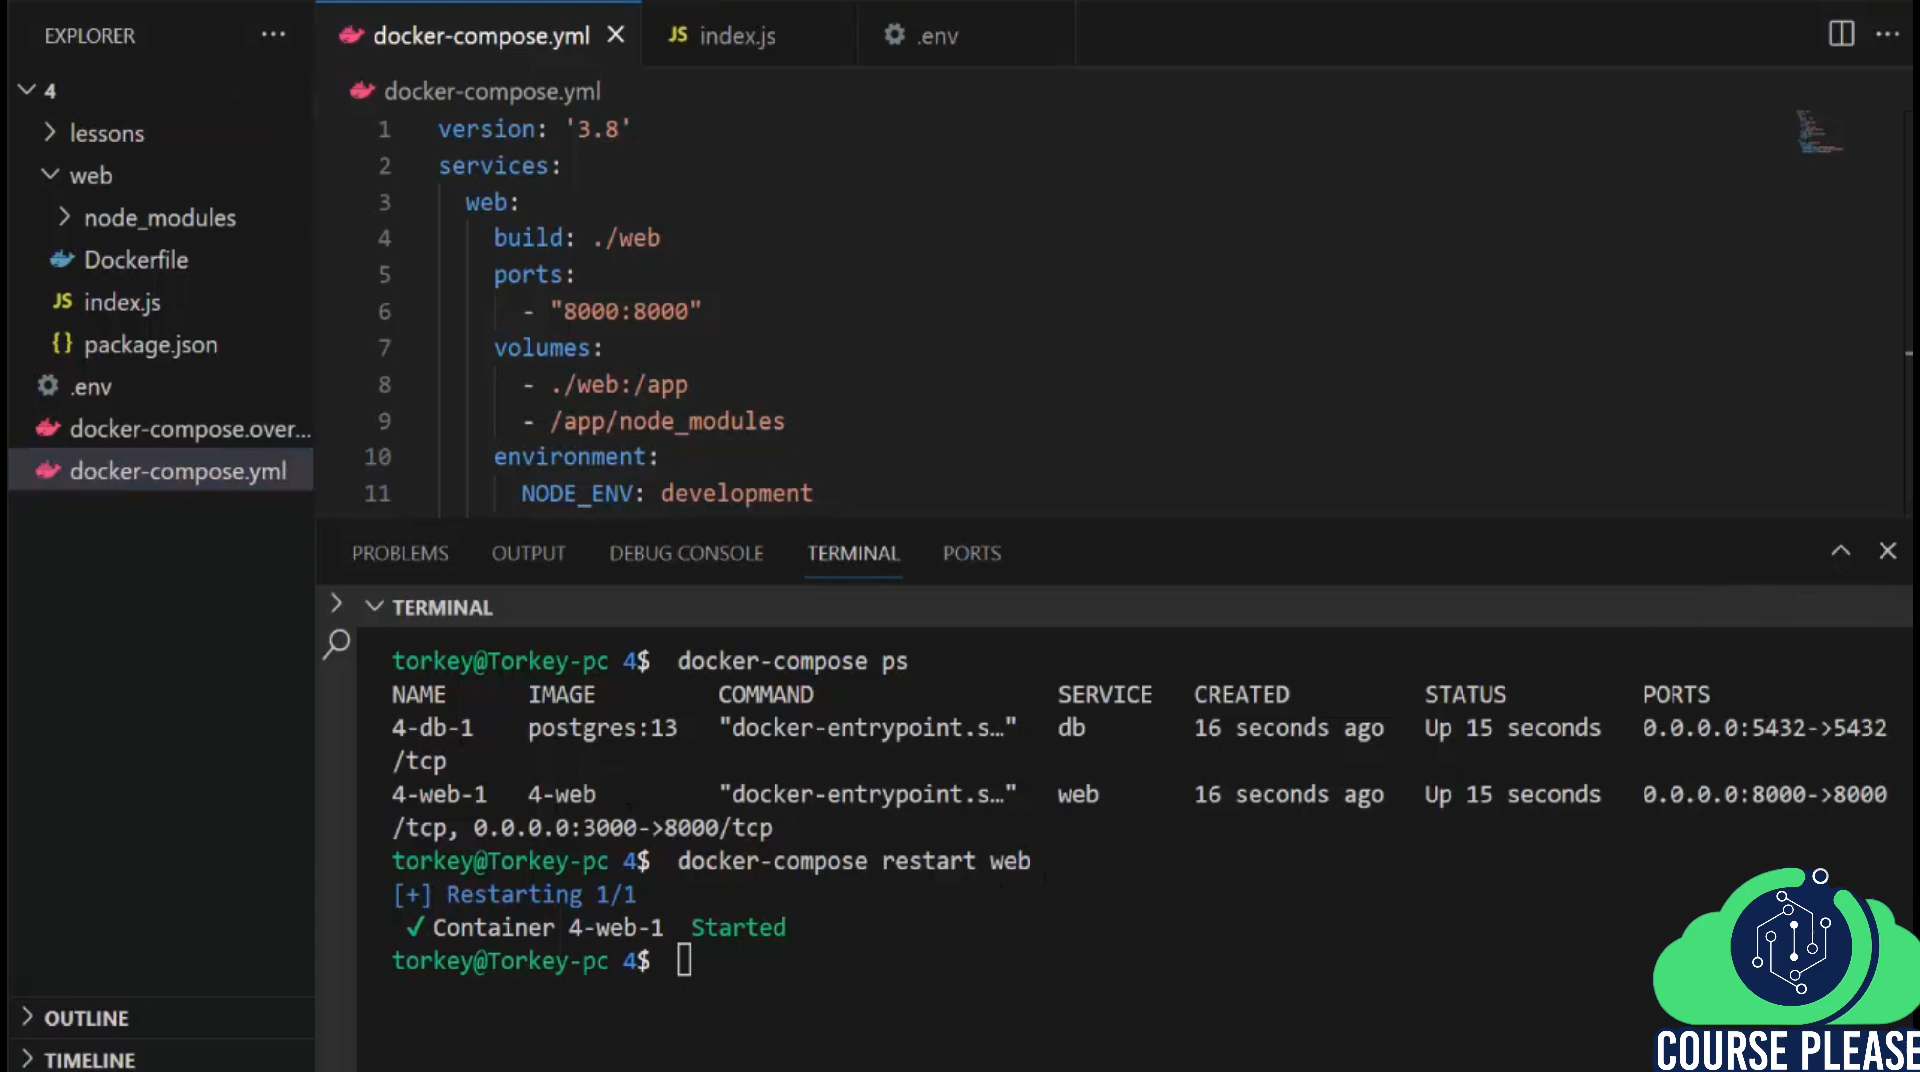 EXPLORER
4
lessons
web
node_modules
Dockerfile
JS index.js
{} package.json
.env
docker-compose.over...
docker-compose.yml
OUTLINE
TIMELINE
docker-compose.yml
JS index.js
.env
docker-compose.yml
1 version: '3.8'
2 services:
3 web:
4 build: ./web
5 ports:
6 - "8000:8000"
7 volumes:
8 - ./web:/app
9 - /app/node_modules
10 environment:
11 NODE_ENV: development
PROBLEMS OUTPUT DEBUG CONSOLE TERMINAL PORTS
TERMINAL
torkey@Torkey-pc 4$ docker-compose ps
NAME IMAGE COMMAND SERVICE CREATED STATUS PORTS
4-db-1 postgres:13 "docker-entrypoint.s…" db 16 seconds ago Up 15 seconds 0.0.0.0:5432->5432
/tcp
4-web-1 4-web "docker-entrypoint.s…" web 16 seconds ago Up 15 seconds 0.0.0.0:8000->8000
/tcp, 0.0.0.0:3000->8000/tcp
torkey@Torkey-pc 4$ docker-compose restart web
[+] Restarting 1/1
✓ Container 4-web-1 Started
torkey@Torkey-pc 4$
COURSE PLEASE